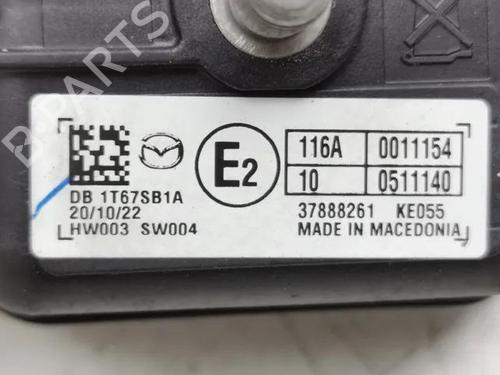 B-PARTS
E2
116A 0011154
10 0511140
DB 1T67SB1A
20/10/22
HW003 SW004
37888261 KE055
MADE IN MACEDONIA